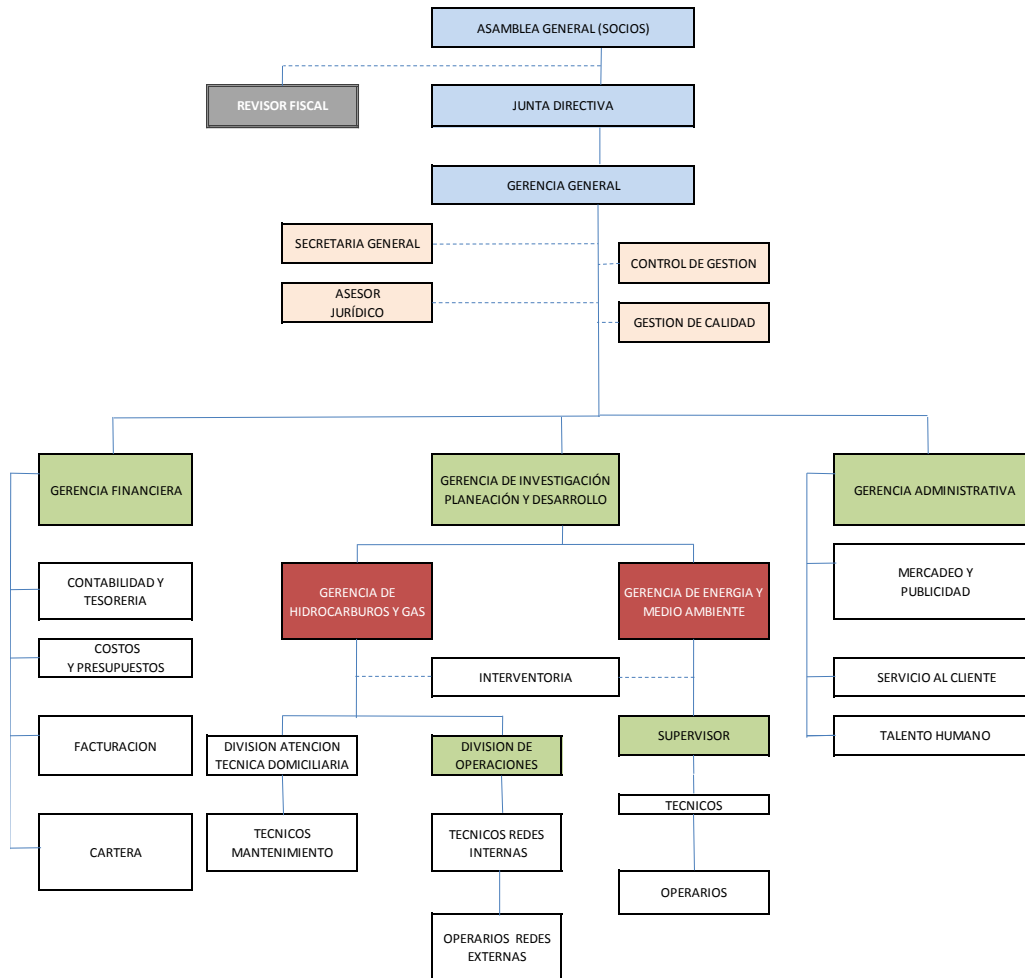 ASAMBLEA GENERAL (SOCIOS)
REVISOR FISCAL
JUNTA DIRECTIVA
GERENCIA GENERAL
SECRETARIA GENERAL
CONTROL DE GESTION
ASESOR
JURÍDICO
GESTION DE CALIDAD
GERENCIA FINANCIERA
GERENCIA DE INVESTIGACIÓN
PLANEACIÓN Y DESARROLLO
GERENCIA ADMINISTRATIVA
CONTABILIDAD Y
TESORERIA
GERENCIA DE
HIDROCARBUROS Y GAS
GERENCIA DE ENERGIA Y
MEDIO AMBIENTE
MERCADEO Y
PUBLICIDAD
COSTOS
Y PRESUPUESTOS
INTERVENTORIA
SERVICIO AL CLIENTE
FACTURACION
DIVISION ATENCION
TECNICA DOMICILIARIA
DIVISION DE
OPERACIONES
SUPERVISOR
TALENTO HUMANO
TECNICOS
CARTERA
TECNICOS
MANTENIMIENTO
TECNICOS REDES
INTERNAS
OPERARIOS
OPERARIOS REDES
EXTERNAS